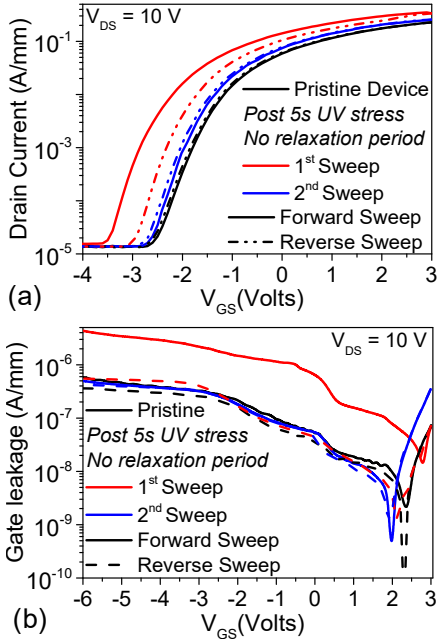 V_DS = 10 V
Drain Current (A/mm)
10^-1
10^-3
10^-5
Pristine Device
Post 5s UV stress
No relaxation period
1st Sweep
2nd Sweep
Forward Sweep
Reverse Sweep
-4 -3 -2 -1 0 1 2 3
(a)
V_GS(Volts)
V_DS = 10 V
Gate leakage (A/mm)
10^-6
10^-7
10^-8
10^-9
10^-10
Pristine
Post 5s UV stress
No relaxation period
1st Sweep
2nd Sweep
Forward Sweep
Reverse Sweep
-6 -5 -4 -3 -2 -1 0 1 2 3
(b)
V_GS(Volts)